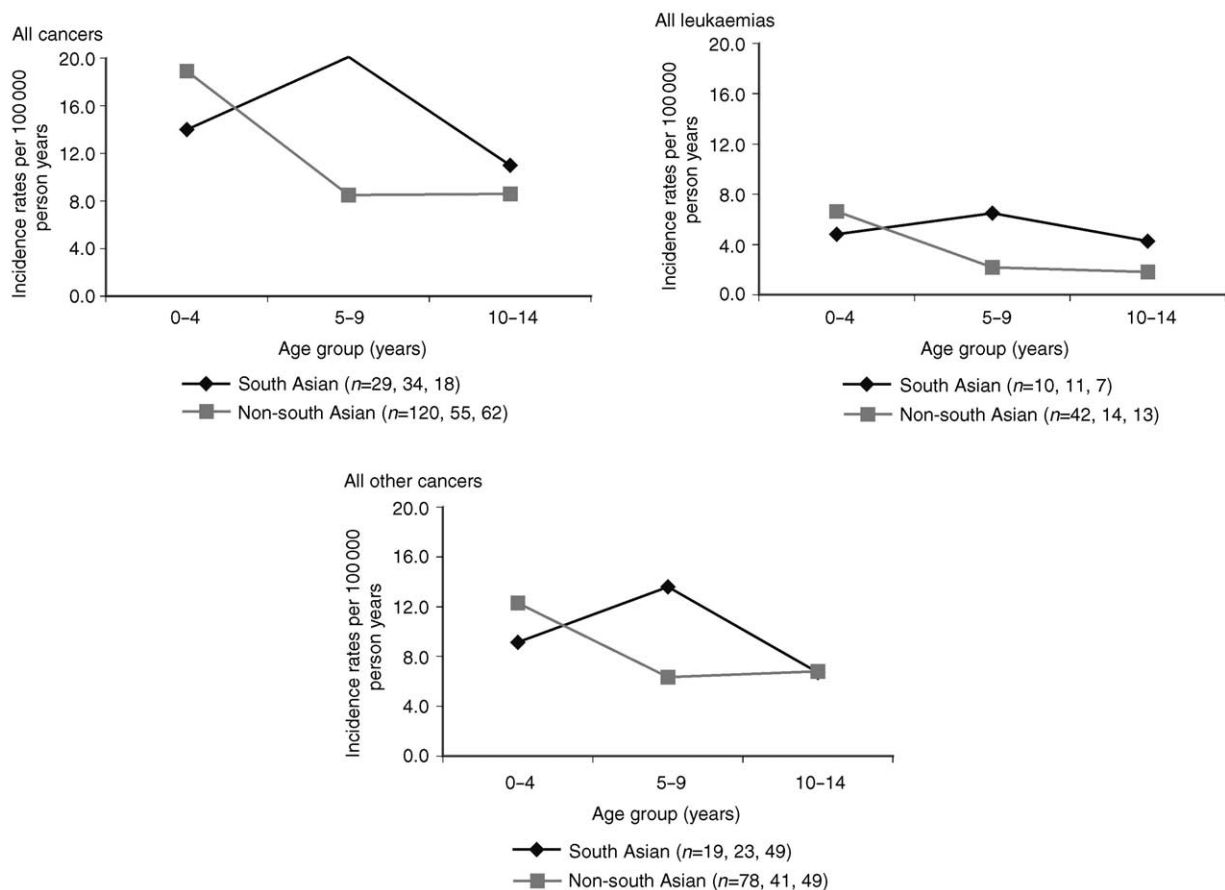 All cancers
Incidence rates per 100 000
person years
20.0
16.0
12.0
8.0
4.0
0.0
0–4
5–9
10–14
Age group (years)
South Asian (n=29, 34, 18)
Non-south Asian (n=120, 55, 62)
All leukaemias
Incidence rates per 100 000
person years
20.0
16.0
12.0
8.0
4.0
0.0
0–4
5–9
10–14
Age group (years)
South Asian (n=10, 11, 7)
Non-south Asian (n=42, 14, 13)
All other cancers
Incidence rates per 100 000
person years
20.0
16.0
12.0
8.0
4.0
0.0
0–4
5–9
10–14
Age group (years)
South Asian (n=19, 23, 49)
Non-south Asian (n=78, 41, 49)